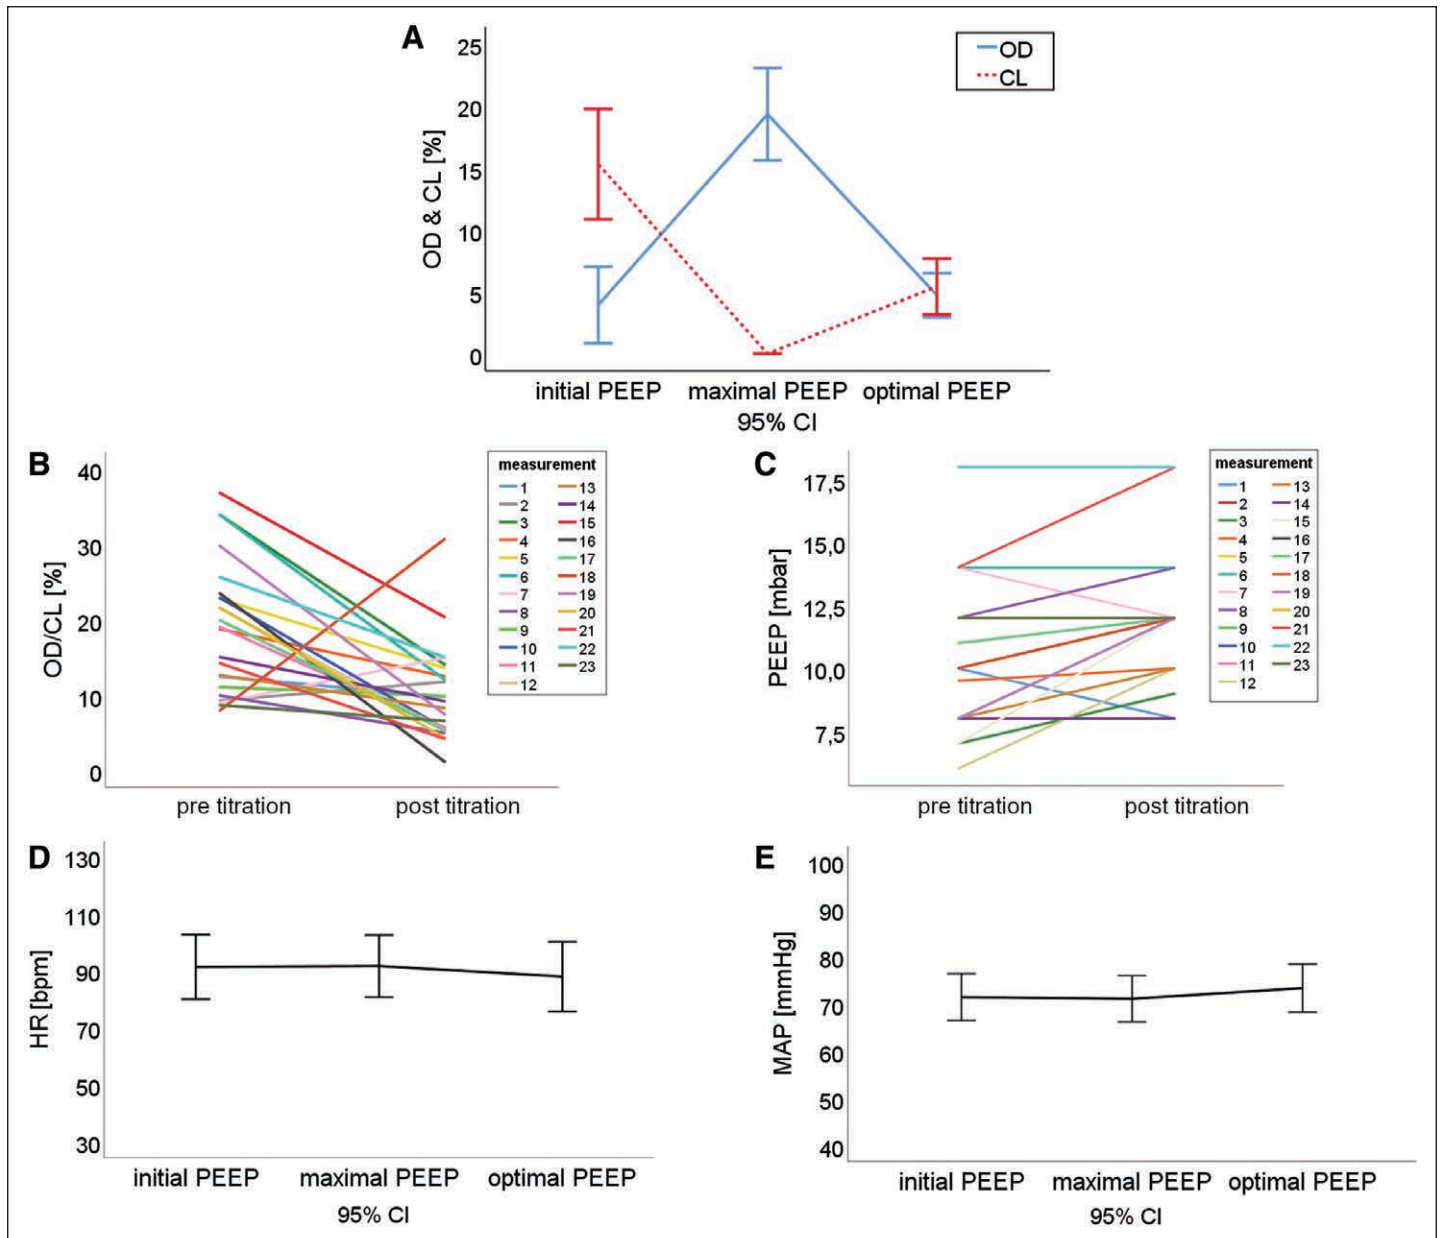 A
25
20
15
10
5
0
OD & CL [%]
OD
CL
initial PEEP maximal PEEP optimal PEEP
95% CI
B
40
30
20
10
0
OD/CL [%]
pre titration post titration
measurement
1 13
2 14
3 15
4 16
5 17
6 18
7 19
8 20
9 21
10 22
11 23
12
C
17,5
15,0
12,5
10,0
7,5
PEEP [mbar]
pre titration post titration
measurement
1 13
2 14
3 15
4 16
5 17
6 18
7 19
8 20
9 21
10 22
11 23
12
D
130
110
90
70
50
30
HR [bpm]
initial PEEP maximal PEEP optimal PEEP
95% CI
E
100
90
80
70
60
50
40
MAP [mmHg]
initial PEEP maximal PEEP optimal PEEP
95% CI